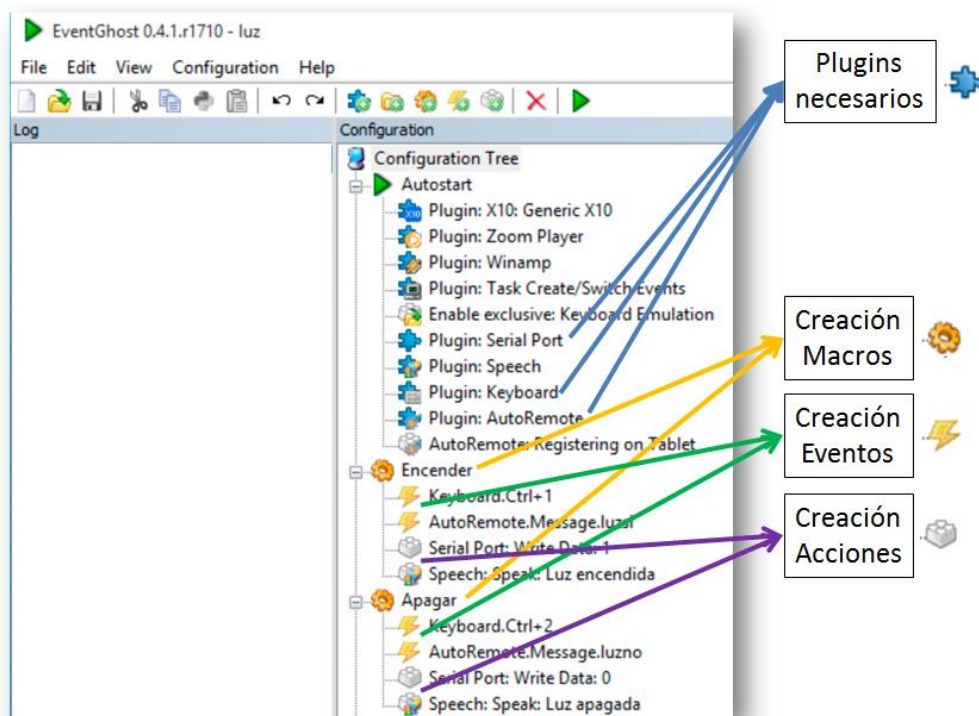 EventGhost 0.4.1.r1710 - luz
File Edit View Configuration Help
Log
Configuration
Configuration Tree
Autostart
Plugin: X10: Generic X10
Plugin: Zoom Player
Plugin: Winamp
Plugin: Task Create/Switch Events
Enable exclusive: Keyboard Emulation
Plugin: Serial Port
Plugin: Speech
Plugin: Keyboard
Plugin: AutoRemote
AutoRemote: Registering on Tablet
Encender
Keyboard.Ctrl+1
AutoRemote.Message.luzsi
Serial Port: Write Data: 1
Speech: Speak: Luz encendida
Apagar
Keyboard.Ctrl+2
AutoRemote.Message.luzno
Serial Port: Write Data: 0
Speech: Speak: Luz apagada
Plugins
necesarios
Creación
Macros
Creación
Eventos
Creación
Acciones